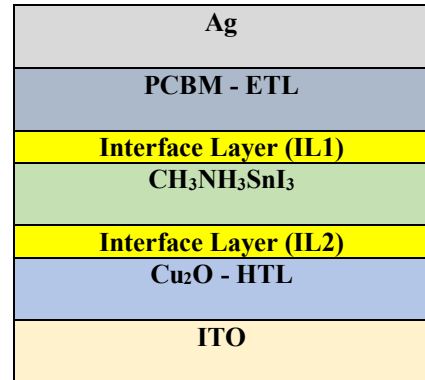 Ag
PCBM - ETL
Interface Layer (IL1)
CH₃NH₃SnI₃
Interface Layer (IL2)
Cu₂O - HTL
ITO